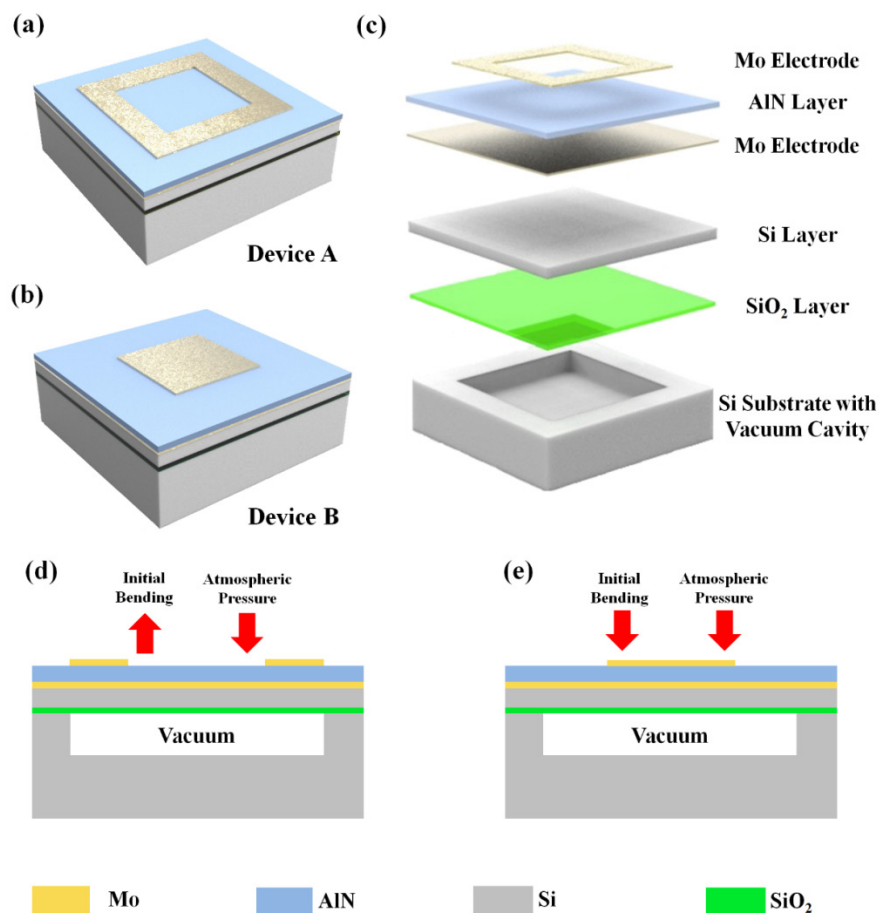 (a)
Device A
(b)
Device B
(c)
Mo Electrode
AlN Layer
Mo Electrode
Si Layer
SiO₂ Layer
Si Substrate with
Vacuum Cavity
(d)
Initial
Bending
Atmospheric
Pressure
Vacuum
(e)
Initial
Bending
Atmospheric
Pressure
Vacuum
Mo
AlN
Si
SiO₂